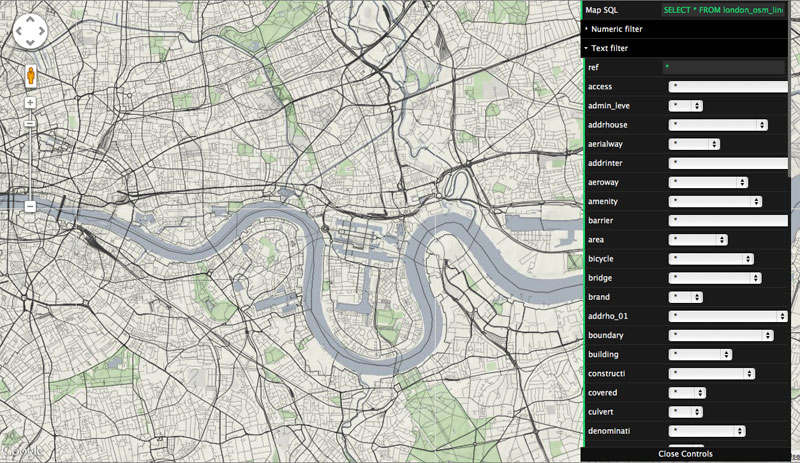 Map SQL SELECT * FROM london_osm_line
Numeric filter
Text filter
ref *
access *
admin_leve *
addrhouse *
aerialway *
addrinter *
aeroway *
amenity *
barrier *
area *
bicycle *
bridge *
brand *
addrho_01 *
boundary *
building *
constructi *
covered *
culvert *
denominati *
Close Controls
Google